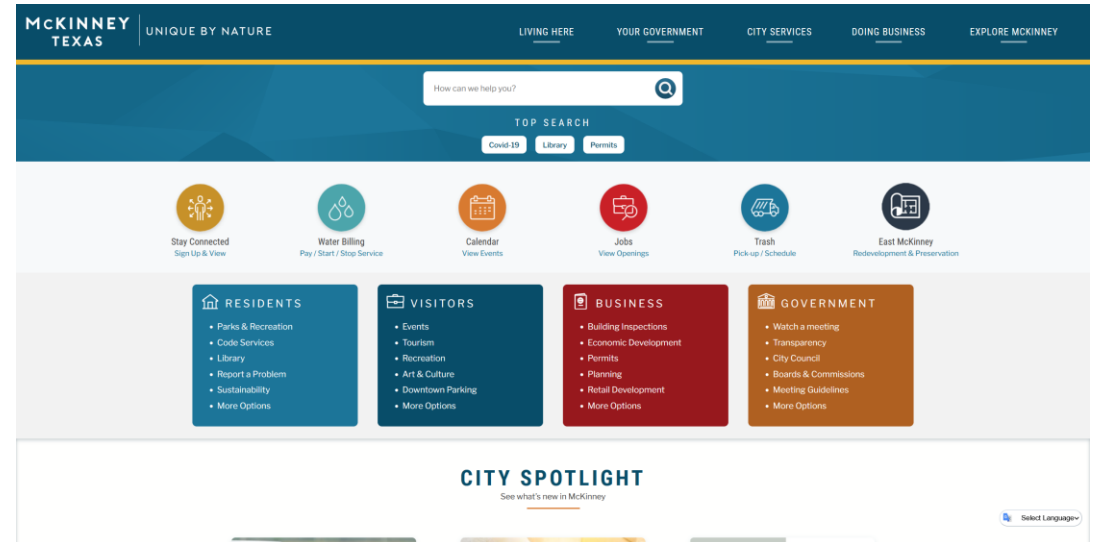 McKINNEY
TEXAS
UNIQUE BY NATURE
LIVING HERE
YOUR GOVERNMENT
CITY SERVICES
DOING BUSINESS
EXPLORE MCKINNEY
How can we help you?
TOP SEARCH
Covid-19
Library
Permits
Stay Connected
Sign Up & View
Water Billing
Pay / Start / Stop Service
Calendar
View Events
Jobs
View Openings
Trash
Pick-up / Schedule
East McKinney
Redevelopment & Preservation
RESIDENTS
• Parks & Recreation
• Code Services
• Library
• Report a Problem
• Sustainability
• More Options
VISITORS
• Events
• Tourism
• Recreation
• Art & Culture
• Downtown Parking
• More Options
BUSINESS
• Building Inspections
• Economic Development
• Permits
• Planning
• Retail Development
• More Options
GOVERNMENT
• Watch a meeting
• Transparency
• City Council
• Boards & Commissions
• Meeting Guidelines
• More Options
CITY SPOTLIGHT
See what's new in McKinney
Select Language